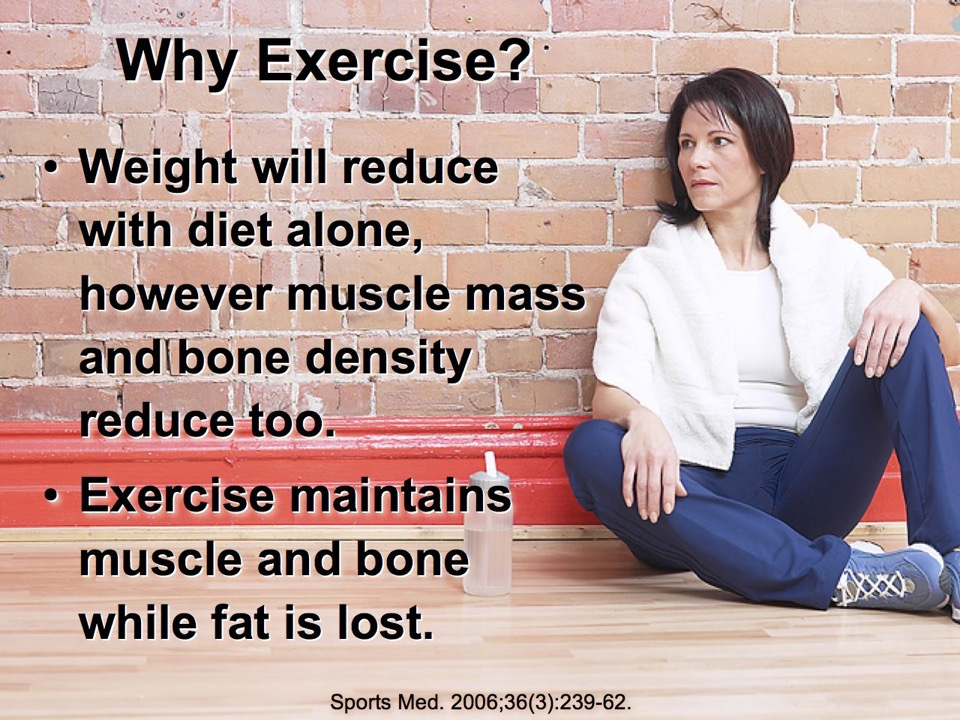 Why Exercise?
• Weight will reduce
with diet alone,
however muscle mass
and bone density
reduce too.
• Exercise maintains
muscle and bone
while fat is lost.
Sports Med. 2006;36(3):239-62.